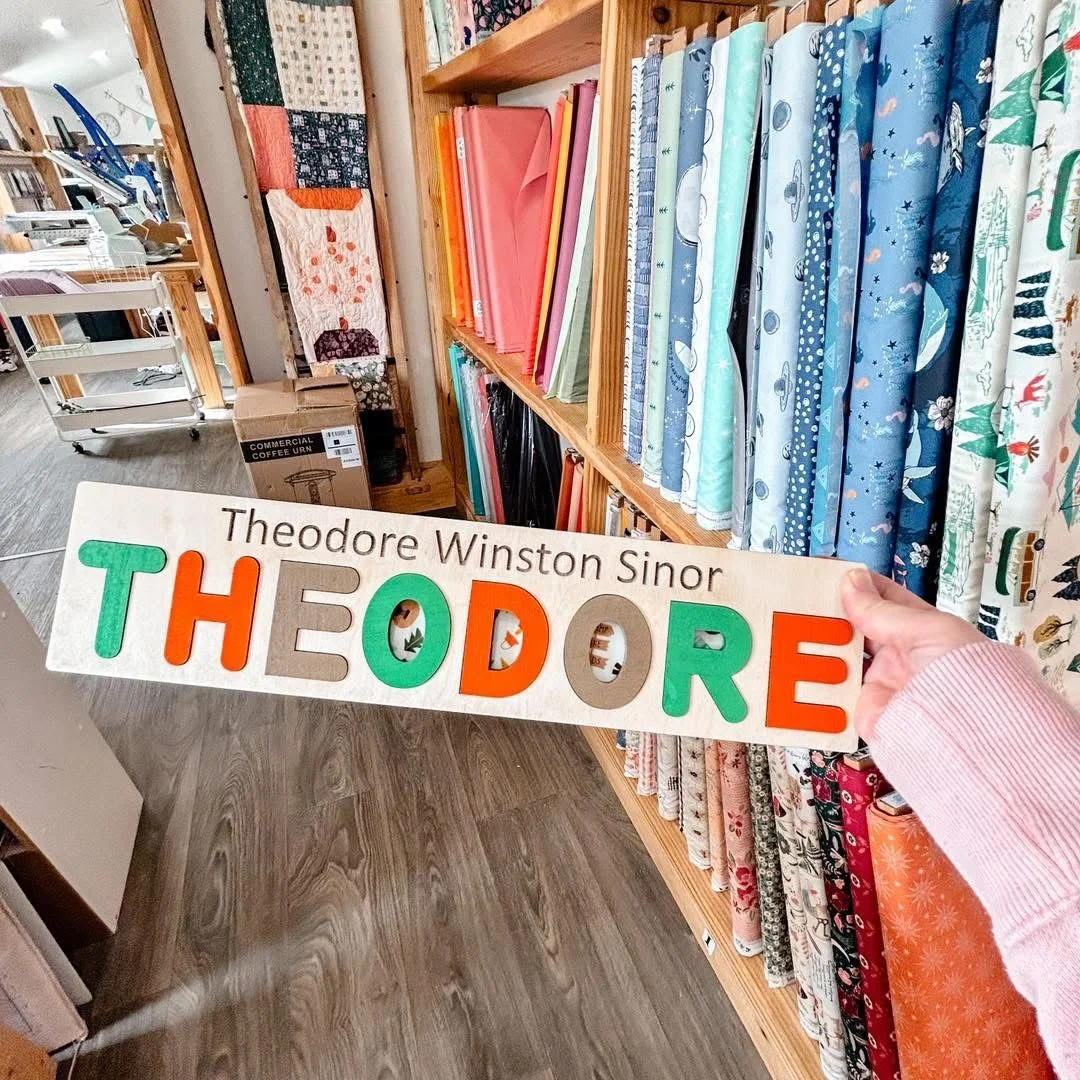 Theodore Winston Sinor
THEODORE
COMMERCIAL
COFFEE URN